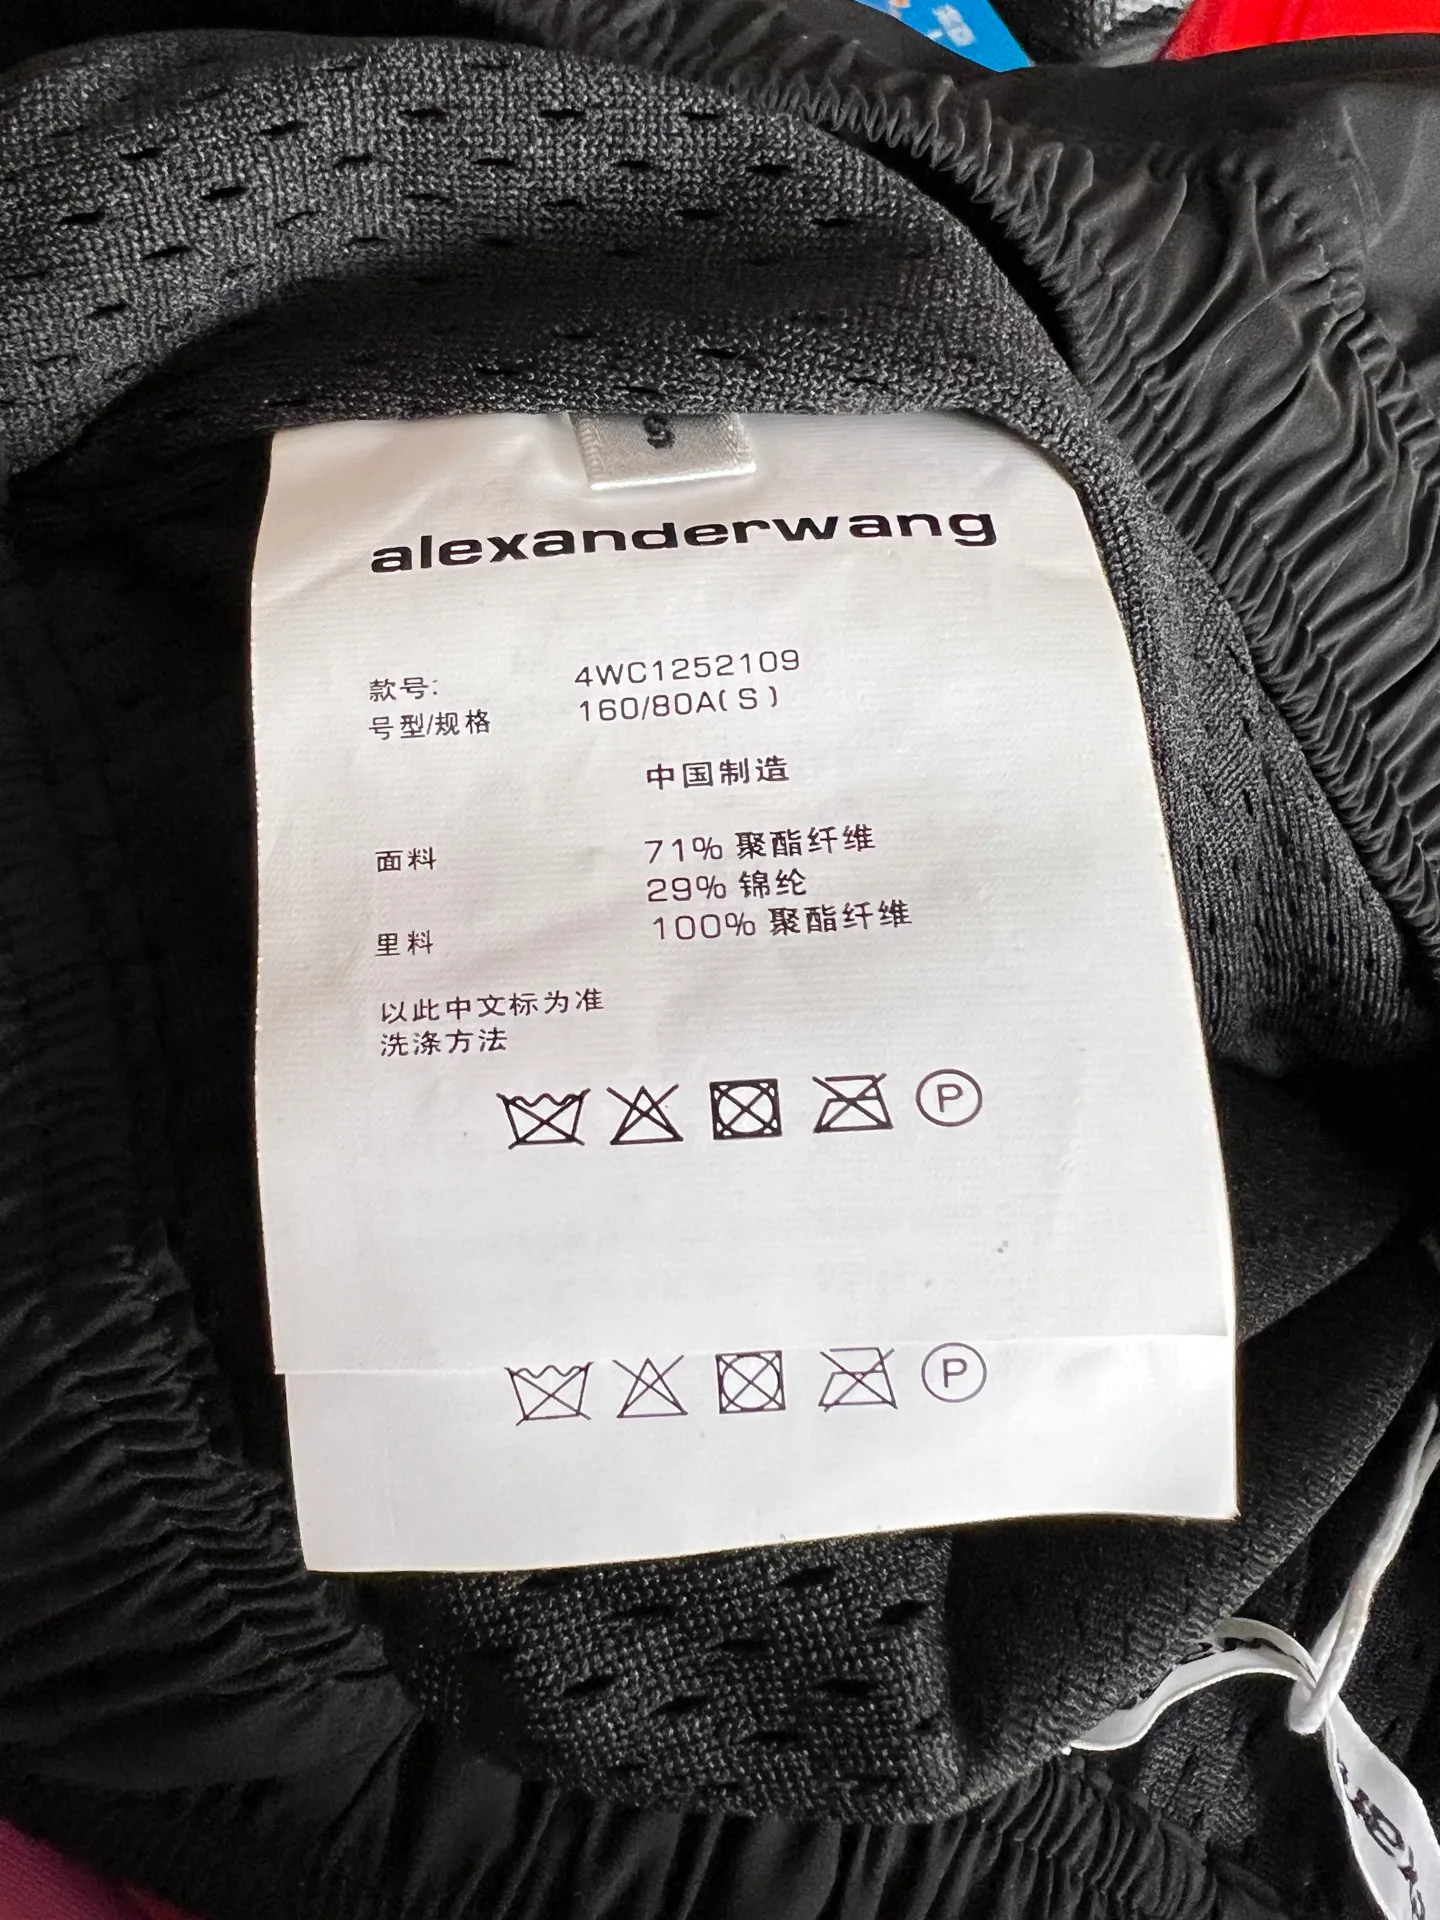 S
alexanderwang
款号: 4WC1252109
号型/规格 160/80A( S )
中国制造
面料 71% 聚酯纤维
29% 锦纶
里料 100% 聚酯纤维
以此中文标为准
洗涤方法
P
P